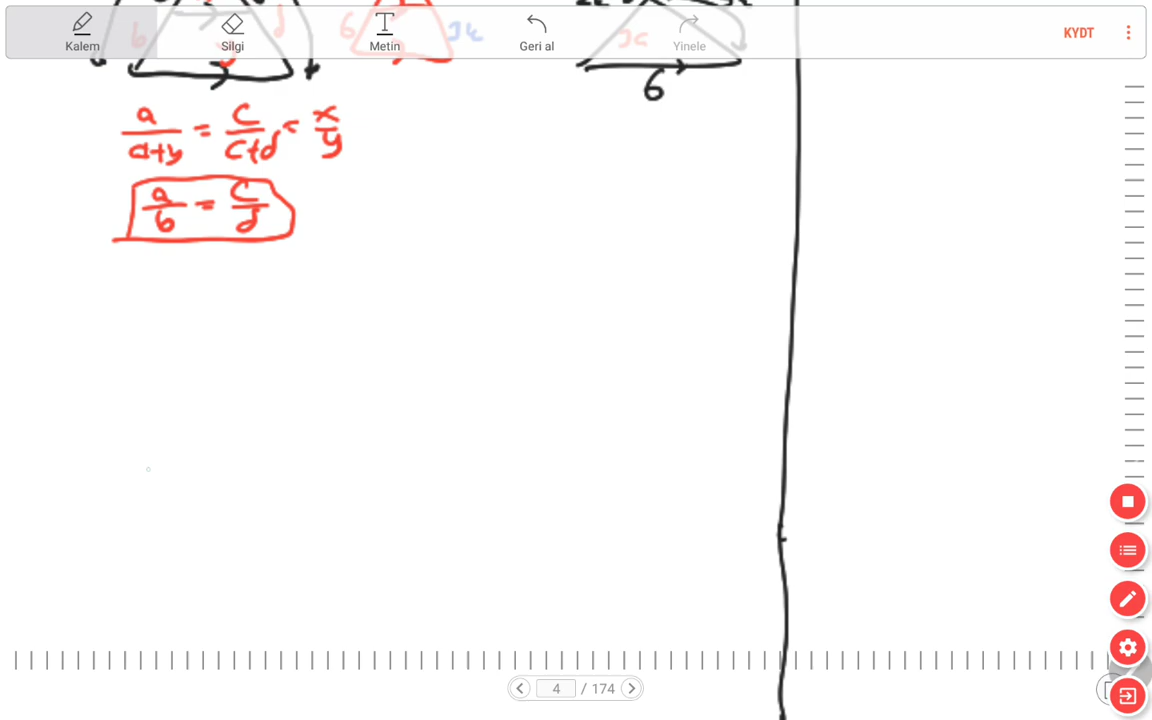 Kalem Silgi Metin Geri al Yinele KYDT
6
a/a+y = c/c+d = x/y
a/b = c/d
4 / 174